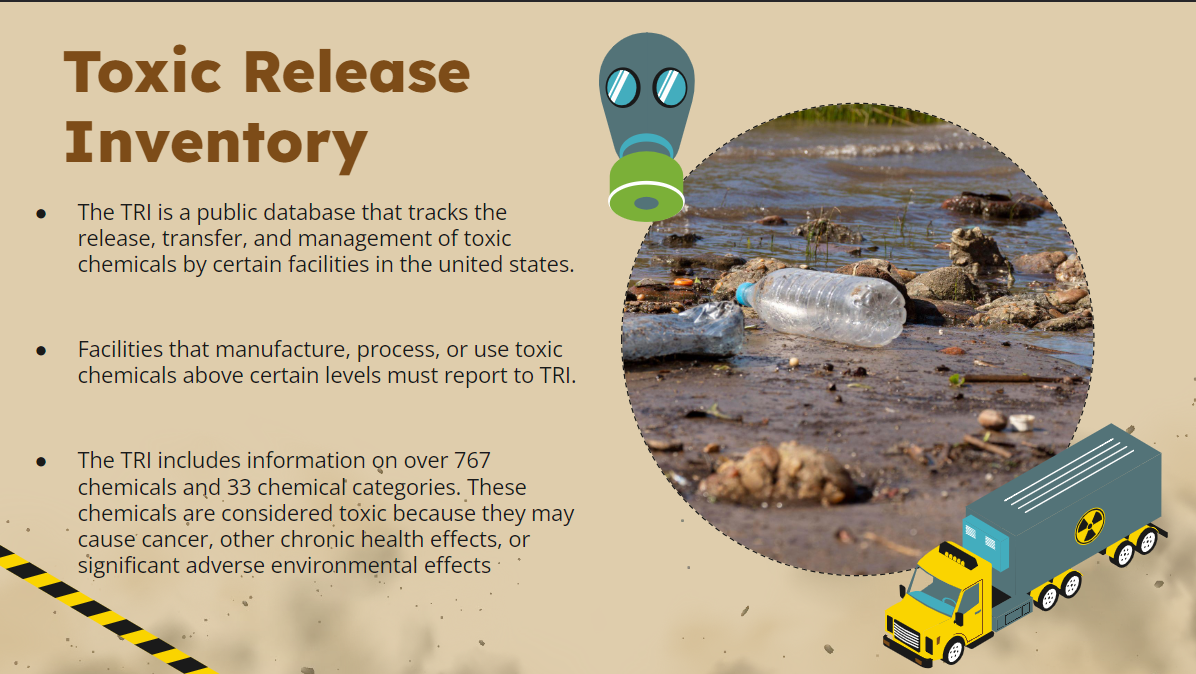 Toxic Release
Inventory
● The TRI is a public database that tracks the
release, transfer, and management of toxic
chemicals by certain facilities in the united states.
● Facilities that manufacture, process, or use toxic
chemicals above certain levels must report to TRI.
● The TRI includes information on over 767
chemicals and 33 chemical categories. These
chemicals are considered toxic because they may
cause cancer, other chronic health effects, or
significant adverse environmental effects